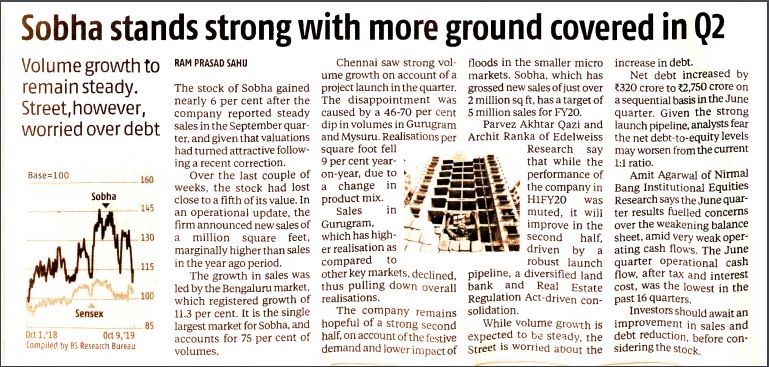 Sobha stands strong with more ground covered in Q2
Volume growth to
remain steady.
Street, however,
worried over debt
Base=100
160
Sobha
145
130
115
100
Sensex
85
Oct 1,'18
Oct 9,'19
Compiled by BS Research Bureau
RAM PRASAD SAHU
The stock of Sobha gained
nearly 6 per cent after the
company reported steady
sales in the September quar-
ter, and given that valuations
had turned attractive follow-
ing a recent correction.
Over the last couple of
weeks, the stock had lost
close to a fifth of its value. In
an operational update, the
firm announced new sales of
a million square feet,
marginally higher than sales
in the year ago period.
The growth in sales was
led by the Bengaluru market,
which registered growth of
11.3 per cent. It is the single
largest market for Sobha, and
accounts for 75 per cent of
volumes.
Chennai saw strong vol-
ume growth on account of a
project launch in the quarter.
The disappointment was
caused by a 46-70 per cent
dip in volumes in Gurugram
and Mysuru. Realisations per
square foot fell
9 per cent year-
on-year, due to
a change in
product mix.
Sales in
Gurugram,
which has high-
er realisation as
compared to
other key markets, declined,
thus pulling down overall
realisations.
The company remains
hopeful of a strong second
half, on account of the festive
demand and lower impact of
floods in the smaller micro
markets. Sobha, which has
grossed new sales of just over
2 million sq ft, has a target of
5 million sales for FY20.
Parvez Akhtar Qazi and
Archit Ranka of Edelweiss
Research say
that while the
performance of
the company in
H1FY20 was
muted, it will
improve in the
second half,
driven by a
robust launch
pipeline, a diversified land
bank and Real Estate
Regulation Act-driven con-
solidation.
While volume growth is
expected to be steady, the
Street is worried about the
increase in debt.
Net debt increased by
₹320 crore to ₹2,750 crore on
a sequential basis in the June
quarter. Given the strong
launch pipeline, analysts fear
the net debt-to-equity levels
may worsen from the current
1:1 ratio.
Amit Agarwal of Nirmal
Bang Institutional Equities
Research says the June quar-
ter results fuelled concerns
over the weakening balance
sheet, amid very weak oper-
ating cash flows. The June
quarter operational cash
flow, after tax and interest
cost, was the lowest in the
past 16 quarters.
Investors should await an
improvement in sales and
debt reduction, before con-
sidering the stock.